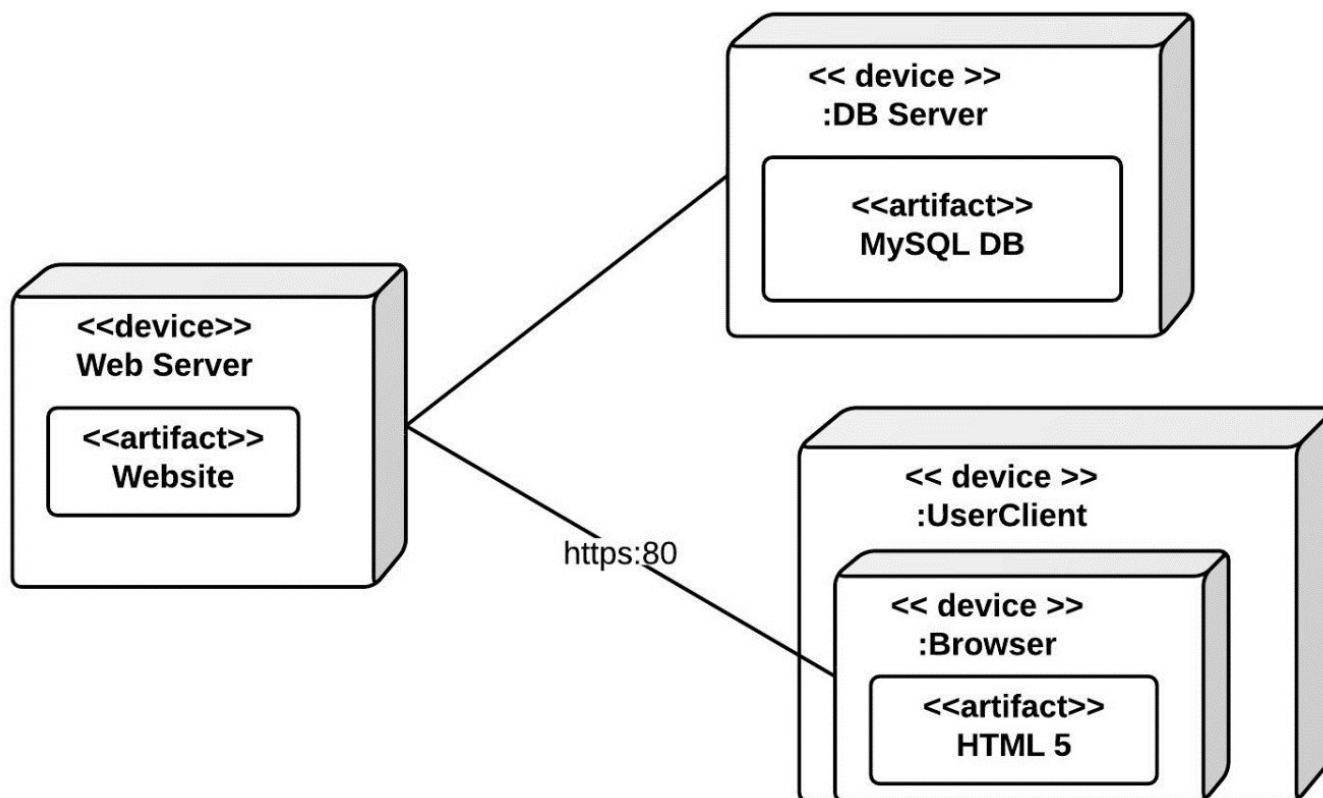 << device >>
:DB Server
<<artifact>>
MySQL DB
<<device>>
Web Server
<<artifact>>
Website
https:80
<< device >>
:UserClient
<< device >>
:Browser
<<artifact>>
HTML 5